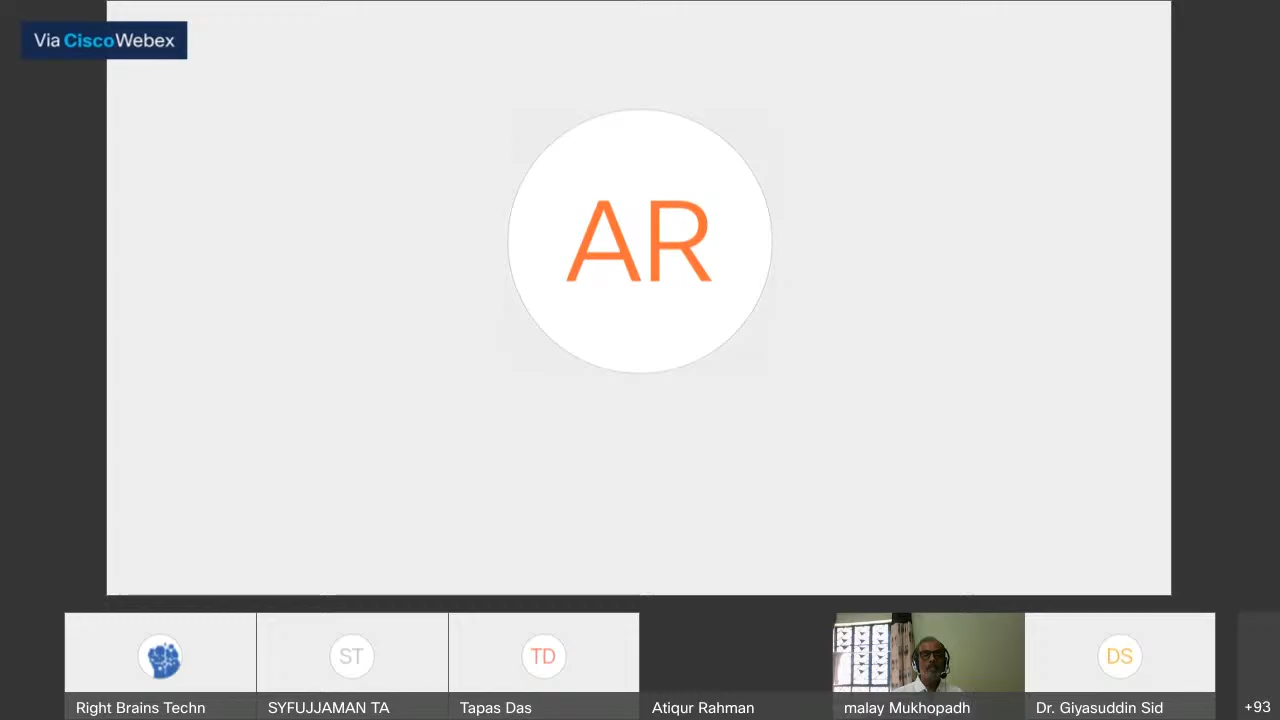 Via CiscoWebex
AR
ST
TD
DS
Right Brains Techn
SYFUJJAMAN TA
Tapas Das
Atiqur Rahman
malay Mukhopadh
Dr. Giyasuddin Sid
+93